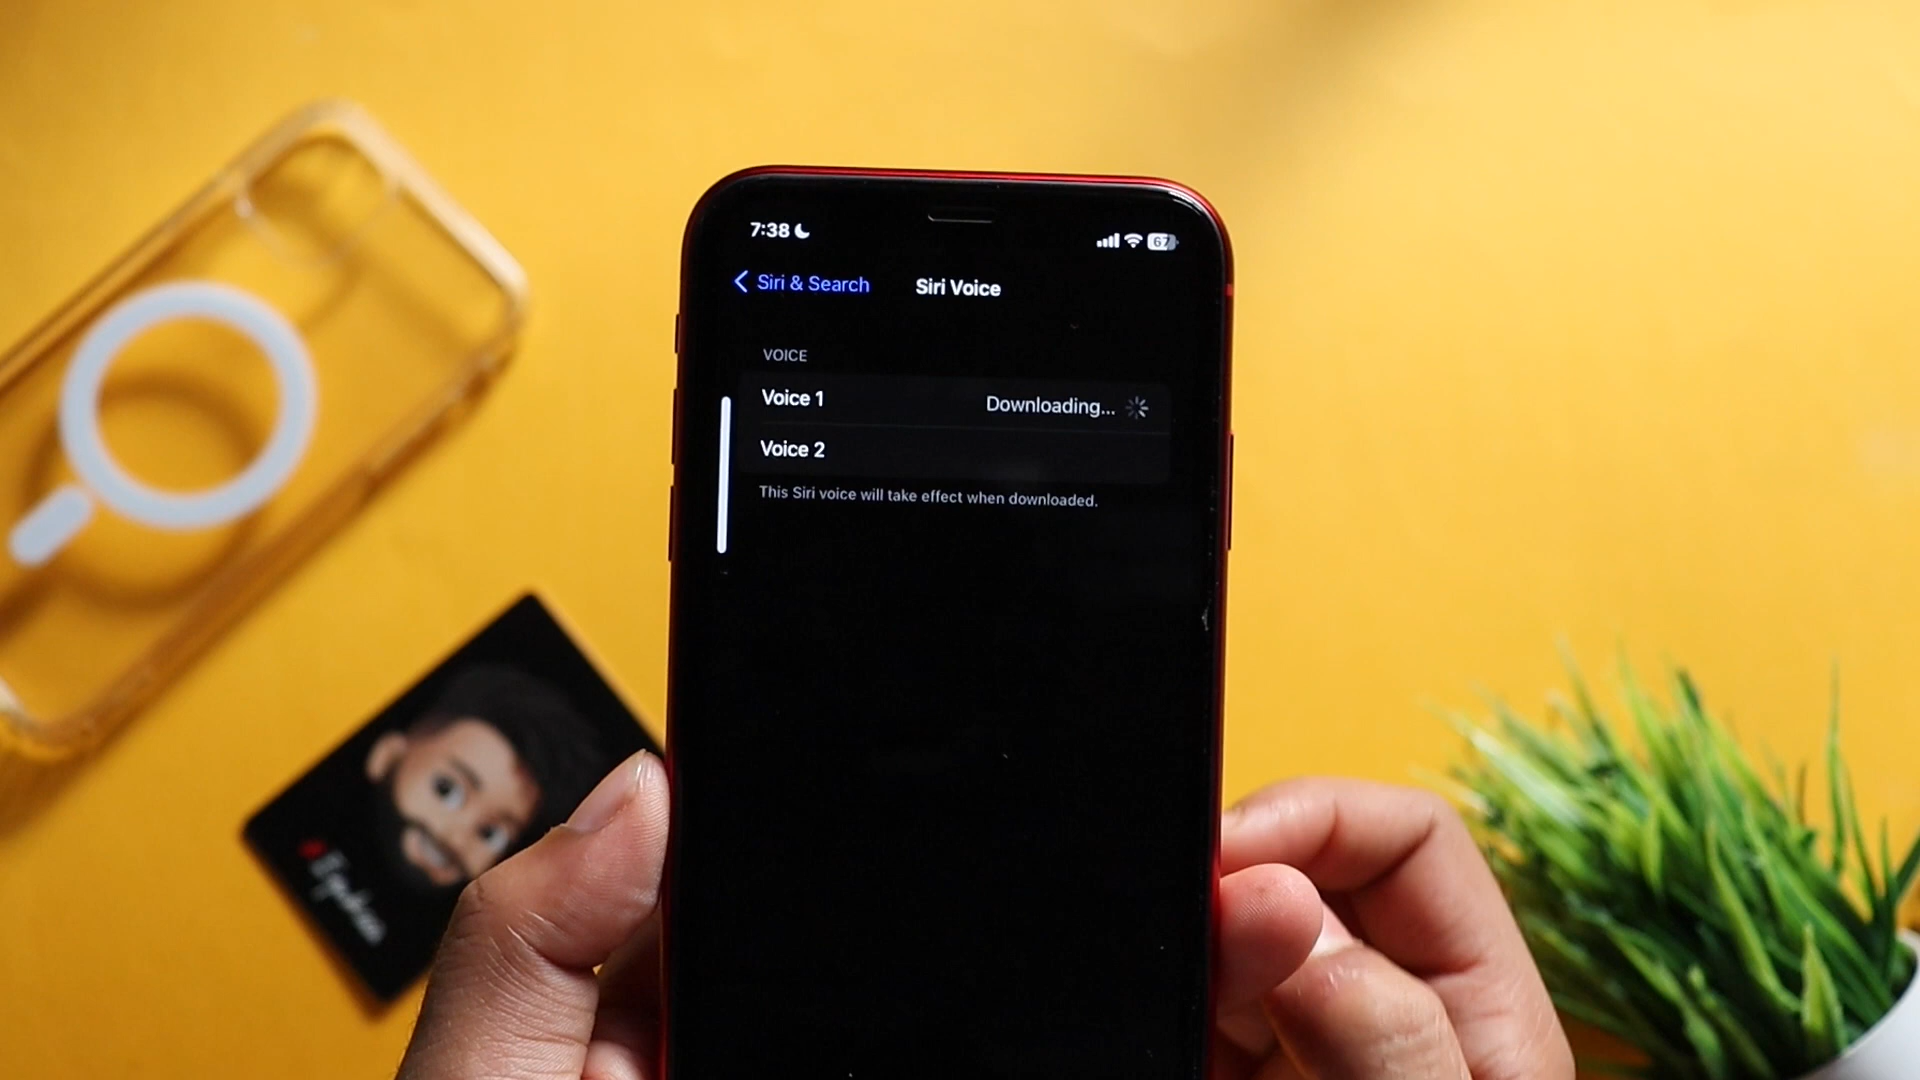 7:38
67
Siri & Search
Siri Voice
VOICE
Voice 1
Downloading...
Voice 2
This Siri voice will take effect when downloaded.